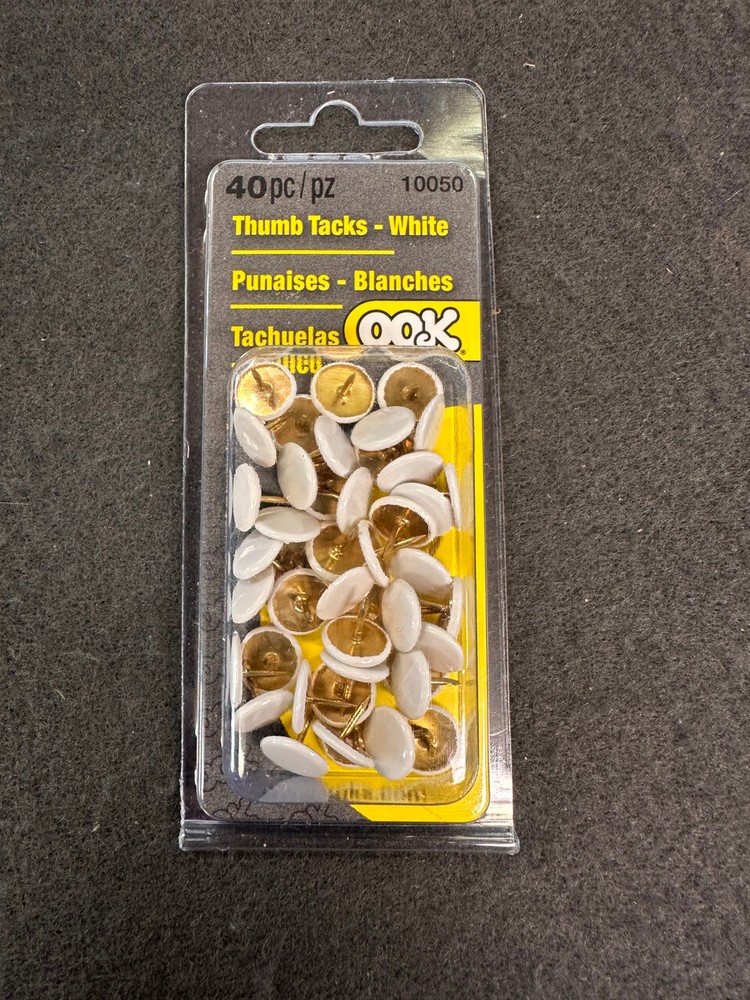 40pc/pz 10050
Thumb Tacks - White
Punaises - Blanches
Tachuelas
OOK